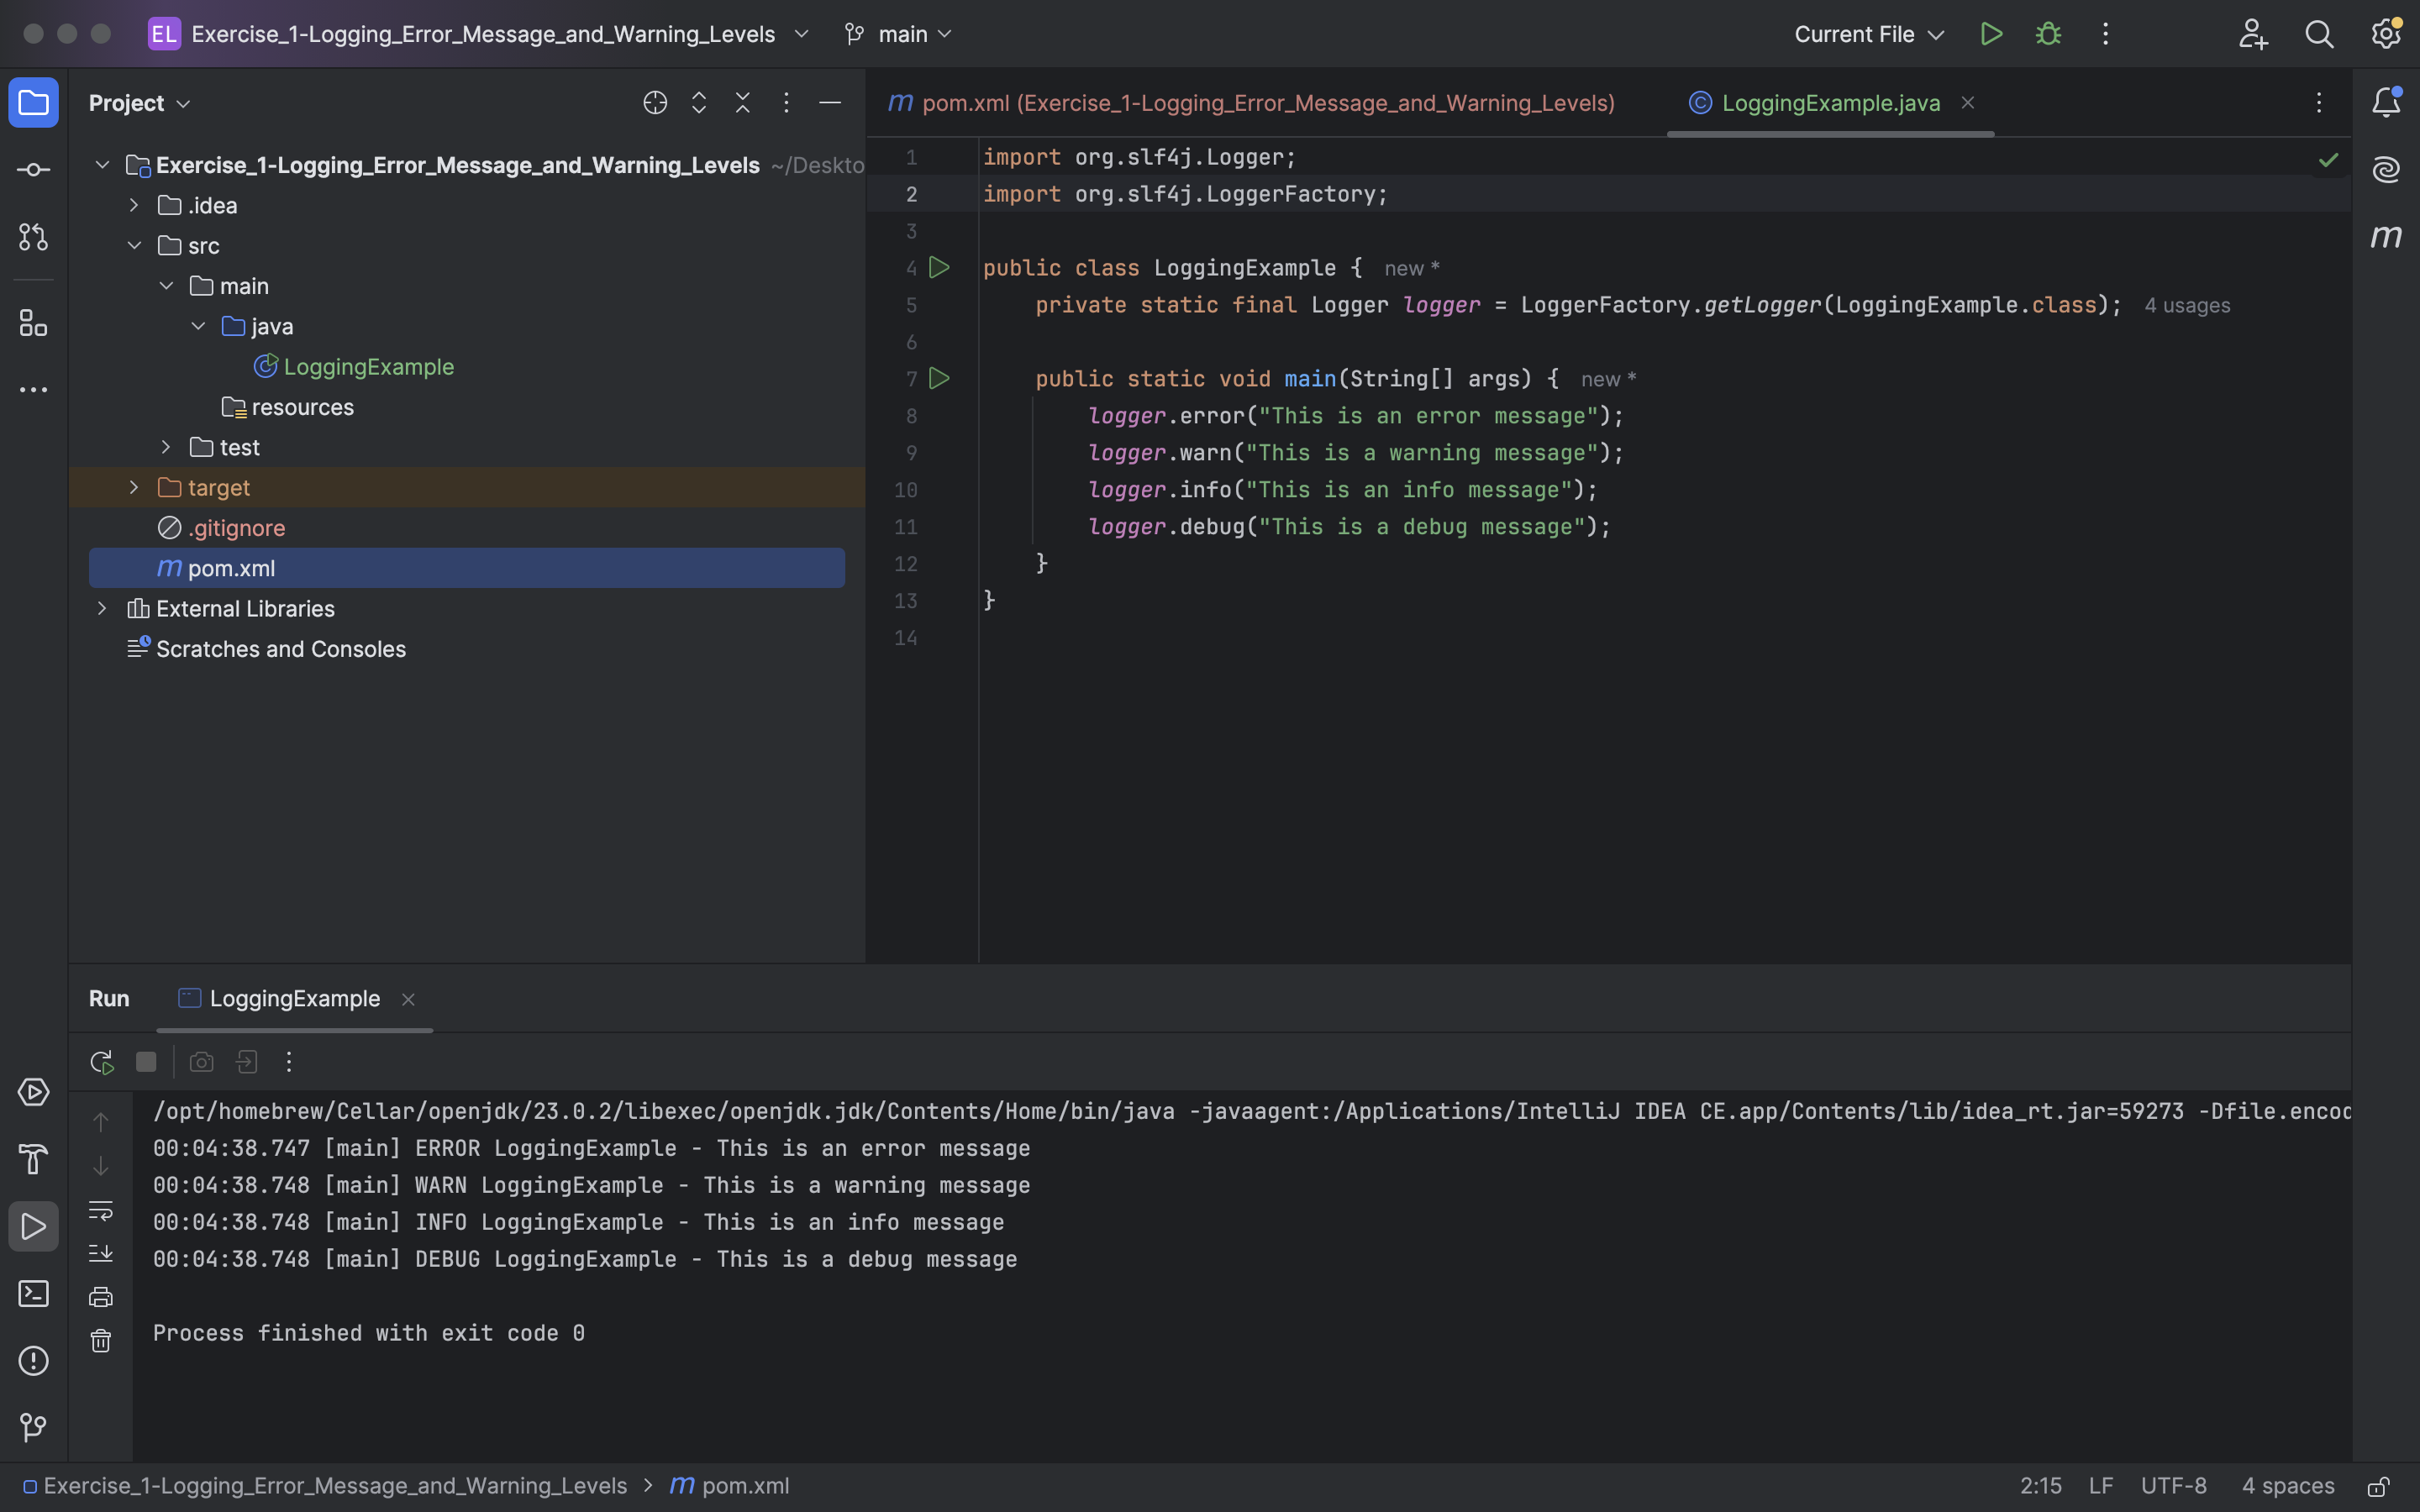 EL Exercise_1-Logging_Error_Message_and_Warning_Levels main Current File
Project
pom.xml (Exercise_1-Logging_Error_Message_and_Warning_Levels) LoggingExample.java
Exercise_1-Logging_Error_Message_and_Warning_Levels ~/Deskto
.idea
src
main
java
LoggingExample
resources
test
target
.gitignore
m pom.xml
External Libraries
Scratches and Consoles
1 import org.slf4j.Logger;
2 import org.slf4j.LoggerFactory;
3
4 public class LoggingExample { new *
5 private static final Logger logger = LoggerFactory.getLogger(LoggingExample.class); 4 usages
6
7 public static void main(String[] args) { new *
8 logger.error("This is an error message");
9 logger.warn("This is a warning message");
10 logger.info("This is an info message");
11 logger.debug("This is a debug message");
12 }
13 }
14
Run LoggingExample
/opt/homebrew/Cellar/openjdk/23.0.2/libexec/openjdk.jdk/Contents/Home/bin/java -javaagent:/Applications/IntelliJ IDEA CE.app/Contents/lib/idea_rt.jar=59273 -Dfile.encod
00:04:38.747 [main] ERROR LoggingExample - This is an error message
00:04:38.748 [main] WARN LoggingExample - This is a warning message
00:04:38.748 [main] INFO LoggingExample - This is an info message
00:04:38.748 [main] DEBUG LoggingExample - This is a debug message
Process finished with exit code 0
Exercise_1-Logging_Error_Message_and_Warning_Levels > m pom.xml 2:15 LF UTF-8 4 spaces